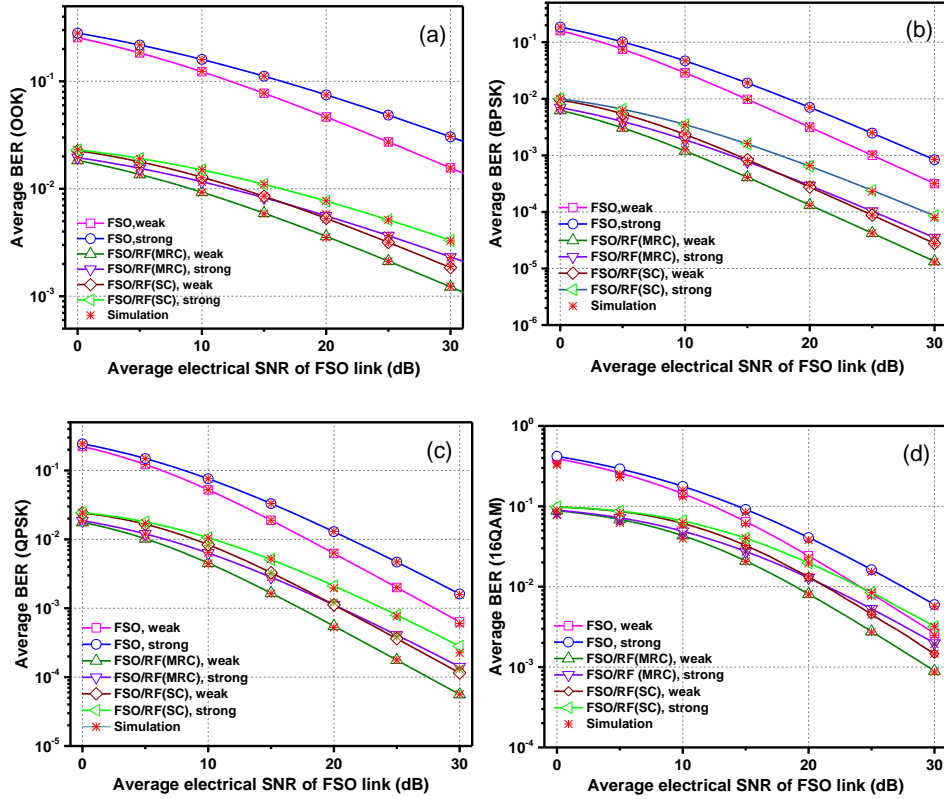 (a)
Average BER (OOK)
10⁻¹
10⁻²
10⁻³
FSO,weak
FSO,strong
FSO/RF(MRC), weak
FSO/RF(MRC), strong
FSO/RF(SC), weak
FSO/RF(SC), strong
Simulation
0 10 20 30
Average electrical SNR of FSO link (dB)
(b)
Average BER (BPSK)
10⁰
10⁻¹
10⁻²
10⁻³
10⁻⁴
10⁻⁵
10⁻⁶
FSO,weak
FSO,strong
FSO/RF(MRC), weak
FSO/RF(MRC), strong
FSO/RF(SC), weak
FSO/RF(SC), strong
Simulation
0 10 20 30
Average electrical SNR of FSO link (dB)
(c)
Average BER (QPSK)
10⁻¹
10⁻²
10⁻³
10⁻⁴
10⁻⁵
FSO, weak
FSO, strong
FSO/RF(MRC), weak
FSO/RF(MRC), strong
FSO/RF(SC), weak
FSO/RF(SC), strong
Simulation
0 10 20 30
Average electrical SNR of FSO link (dB)
(d)
Average BER (16QAM)
10⁰
10⁻¹
10⁻²
10⁻³
10⁻⁴
FSO, weak
FSO, strong
FSO/RF(MRC), weak
FSO/RF (MRC), strong
FSO/RF(SC), weak
FSO/RF(SC), strong
Simulation
0 10 20 30
Average electrical SNR of FSO link (dB)